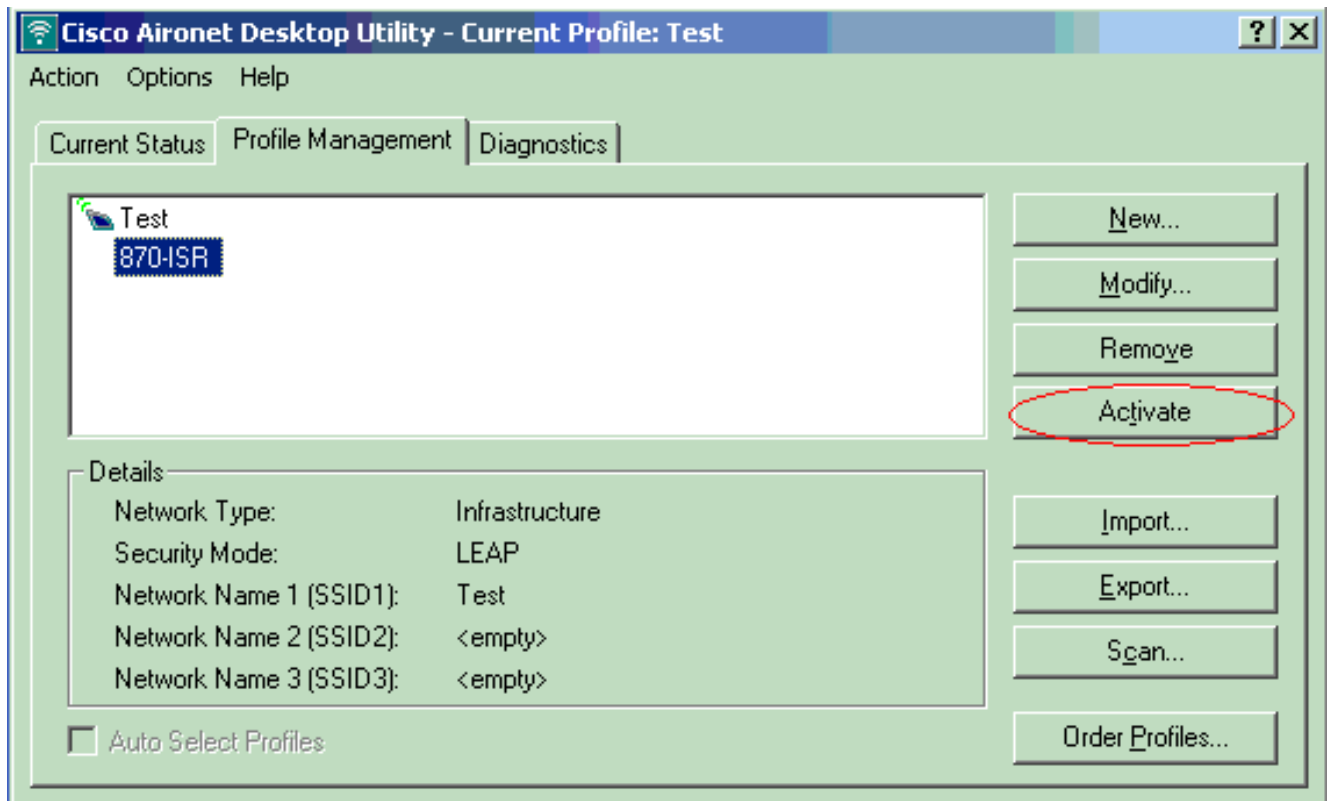 Cisco Aironet Desktop Utility - Current Profile: Test
Action Options Help
Current Status Profile Management Diagnostics
Test
870-ISR
New...
Modify...
Remove
Activate
Details
Network Type: Infrastructure
Security Mode: LEAP
Network Name 1 (SSID1): Test
Network Name 2 (SSID2): <empty>
Network Name 3 (SSID3): <empty>
Import...
Export...
Scan...
Auto Select Profiles
Order Profiles...